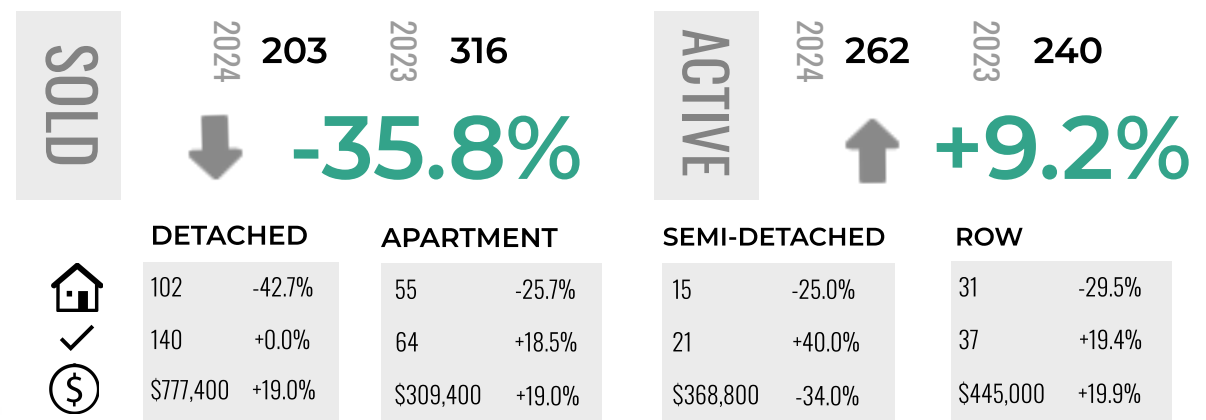 SOLD
2024 203 2023 316
-35.8%
ACTIVE
2024 262 2023 240
+9.2%
DETACHED APARTMENT SEMI-DETACHED ROW
102 -42.7% 55 -25.7% 15 -25.0% 31 -29.5%
140 +0.0% 64 +18.5% 21 +40.0% 37 +19.4%
$ $777,400 +19.0% $309,400 +19.0% $368,800 -34.0% $445,000 +19.9%